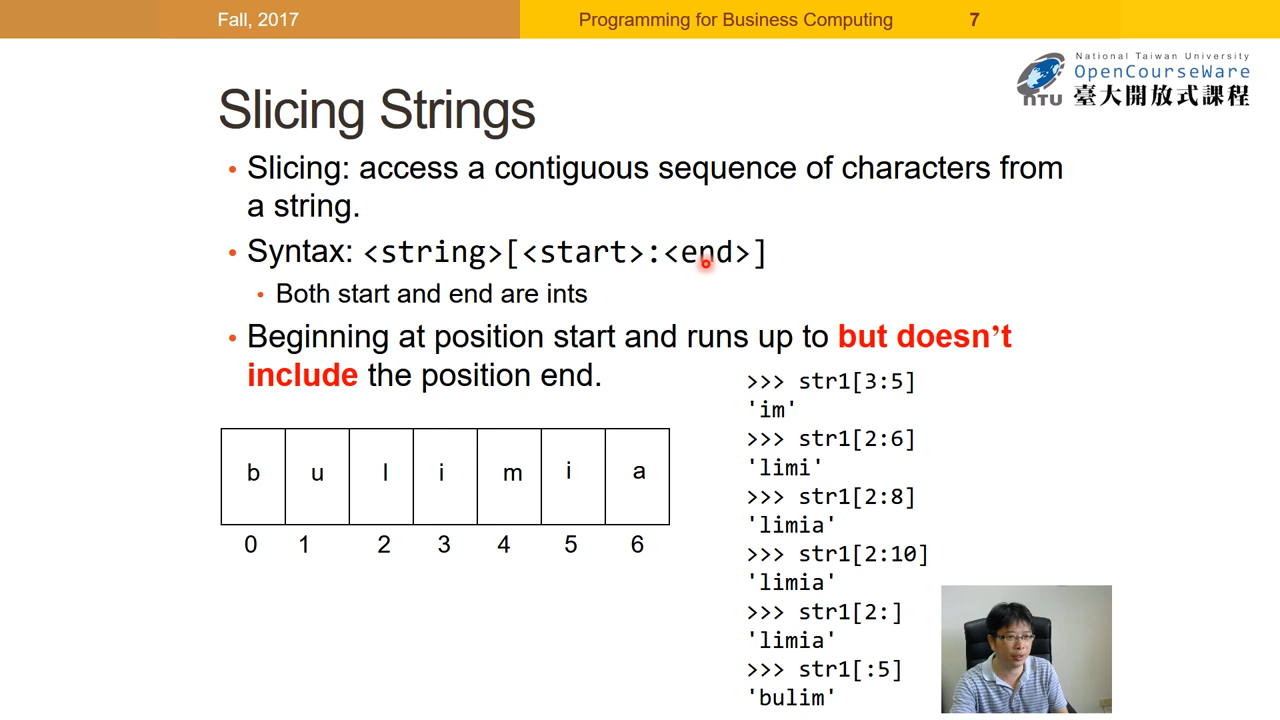 Fall, 2017
Programming for Business Computing 7
National Taiwan University
OpenCourseWare
NTU 臺大開放式課程
Slicing Strings
• Slicing: access a contiguous sequence of characters from
a string.
• Syntax: <string>[<start>:<end>]
• Both start and end are ints
• Beginning at position start and runs up to but doesn’t
include the position end.
b u l i m i a
0 1 2 3 4 5 6
>>> str1[3:5]
'im'
>>> str1[2:6]
'limi'
>>> str1[2:8]
'limia'
>>> str1[2:10]
'limia'
>>> str1[2:]
'limia'
>>> str1[:5]
'bulim'